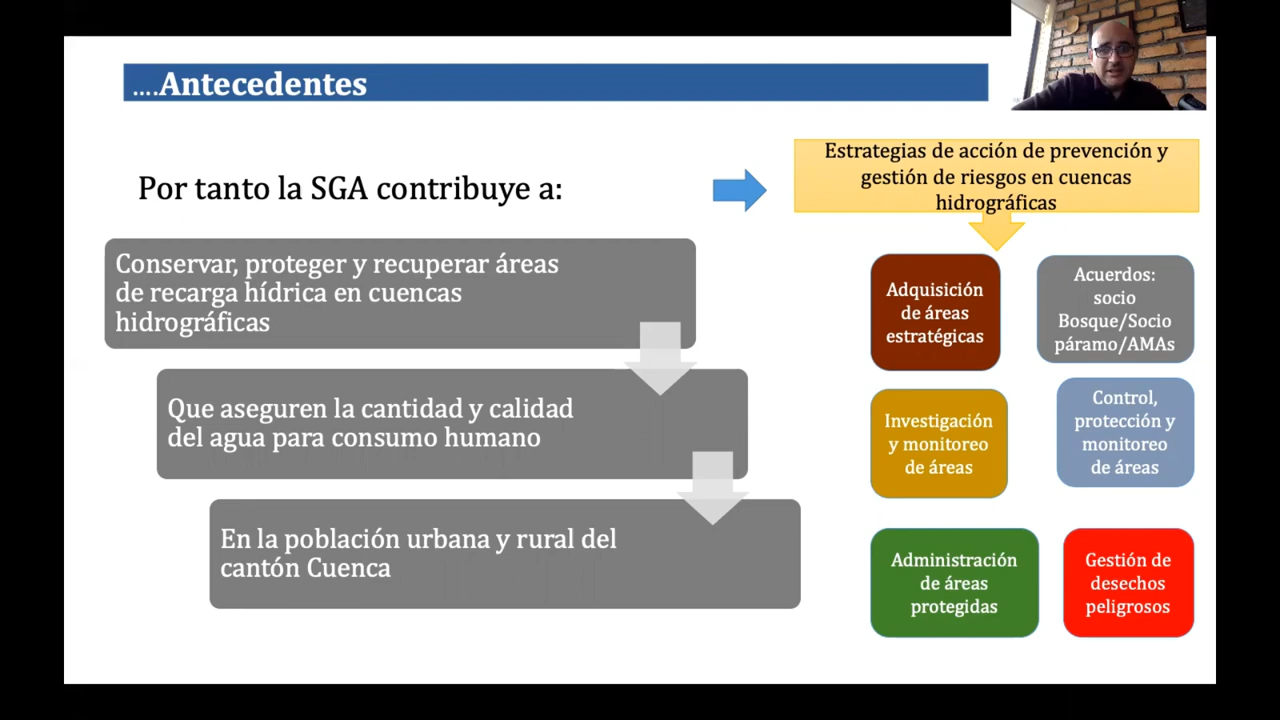 ....Antecedentes
Por tanto la SGA contribuye a:
Conservar, proteger y recuperar áreas
de recarga hídrica en cuencas
hidrográficas
Que aseguren la cantidad y calidad
del agua para consumo humano
En la población urbana y rural del
cantón Cuenca
Estrategias de acción de prevención y
gestión de riesgos en cuencas
hidrográficas
Adquisición
de áreas
estratégicas
Acuerdos:
socio
Bosque/Socio
páramo/AMAs
Investigación
y monitoreo
de áreas
Control,
protección y
monitoreo
de áreas
Administración
de áreas
protegidas
Gestión de
desechos
peligrosos